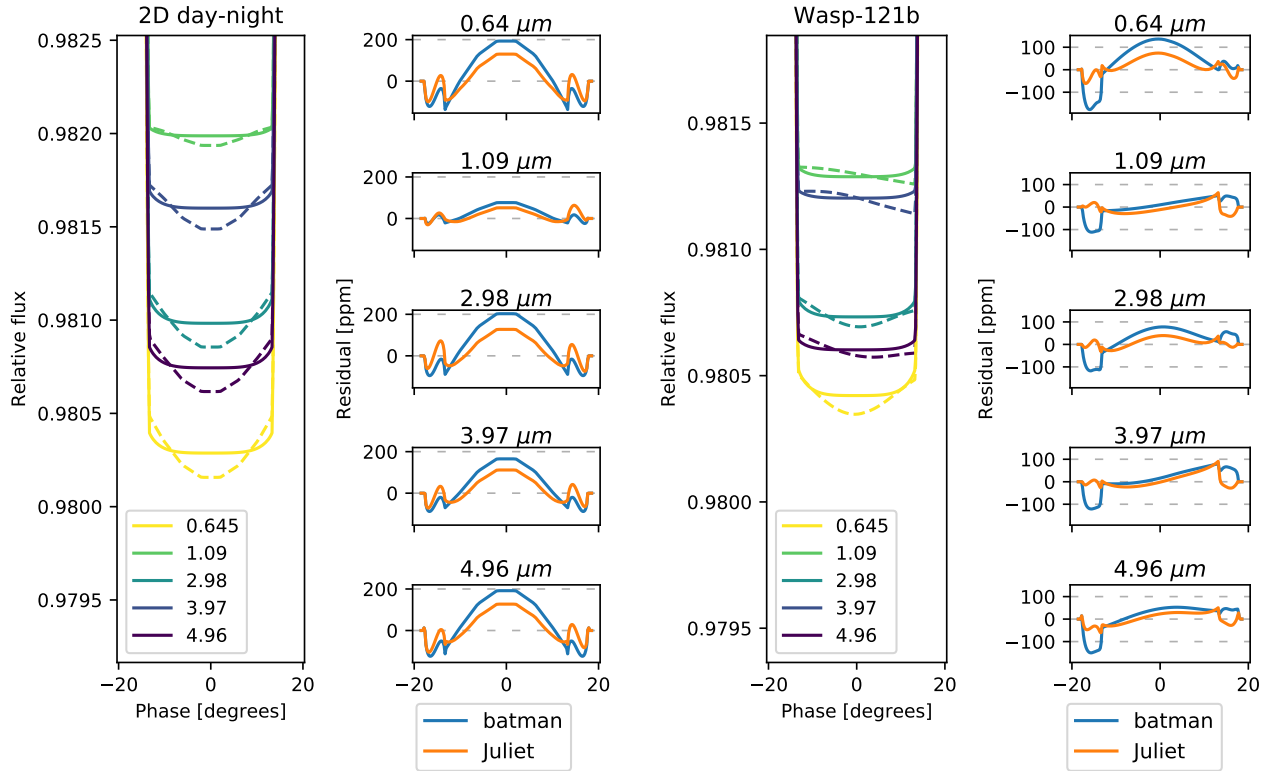 2D day-night
0.9825
0.9820
0.9815
0.9810
0.9805
0.9800
0.9795
Relative flux
0.645
1.09
2.98
3.97
4.96
−20
0
20
Phase [degrees]
Residual [ppm]
0.64 μm
200
0
1.09 μm
200
0
2.98 μm
200
0
3.97 μm
200
0
4.96 μm
200
0
−20
0
20
batman
Juliet
Wasp-121b
0.9815
0.9810
0.9805
0.9800
0.9795
Relative flux
0.645
1.09
2.98
3.97
4.96
−20
0
20
Phase [degrees]
Residual [ppm]
0.64 μm
100
0
−100
1.09 μm
100
0
−100
2.98 μm
100
0
−100
3.97 μm
100
0
−100
4.96 μm
100
0
−100
−20
0
20
batman
Juliet